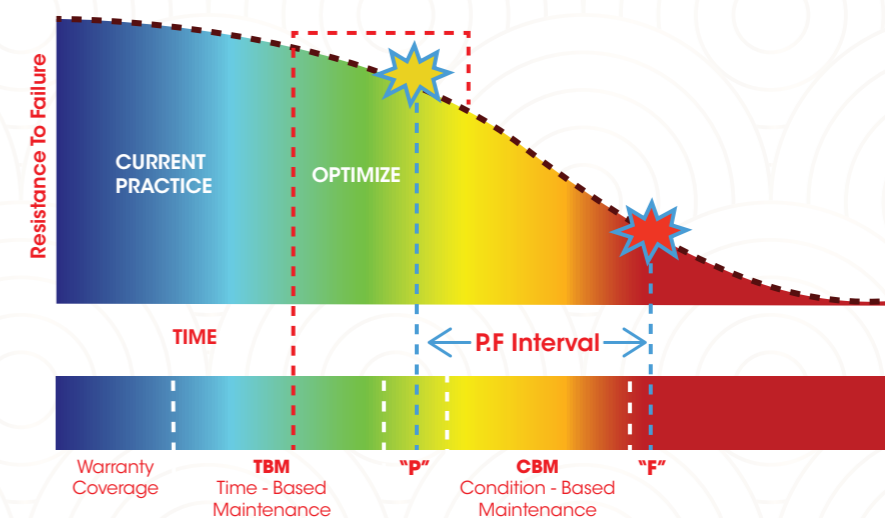 Resistance To Failure
CURRENT
PRACTICE
OPTIMIZE
TIME
P.F Interval
Warranty
Coverage
TBM
Time - Based
Maintenance
"P"
CBM
Condition - Based
Maintenance
"F"